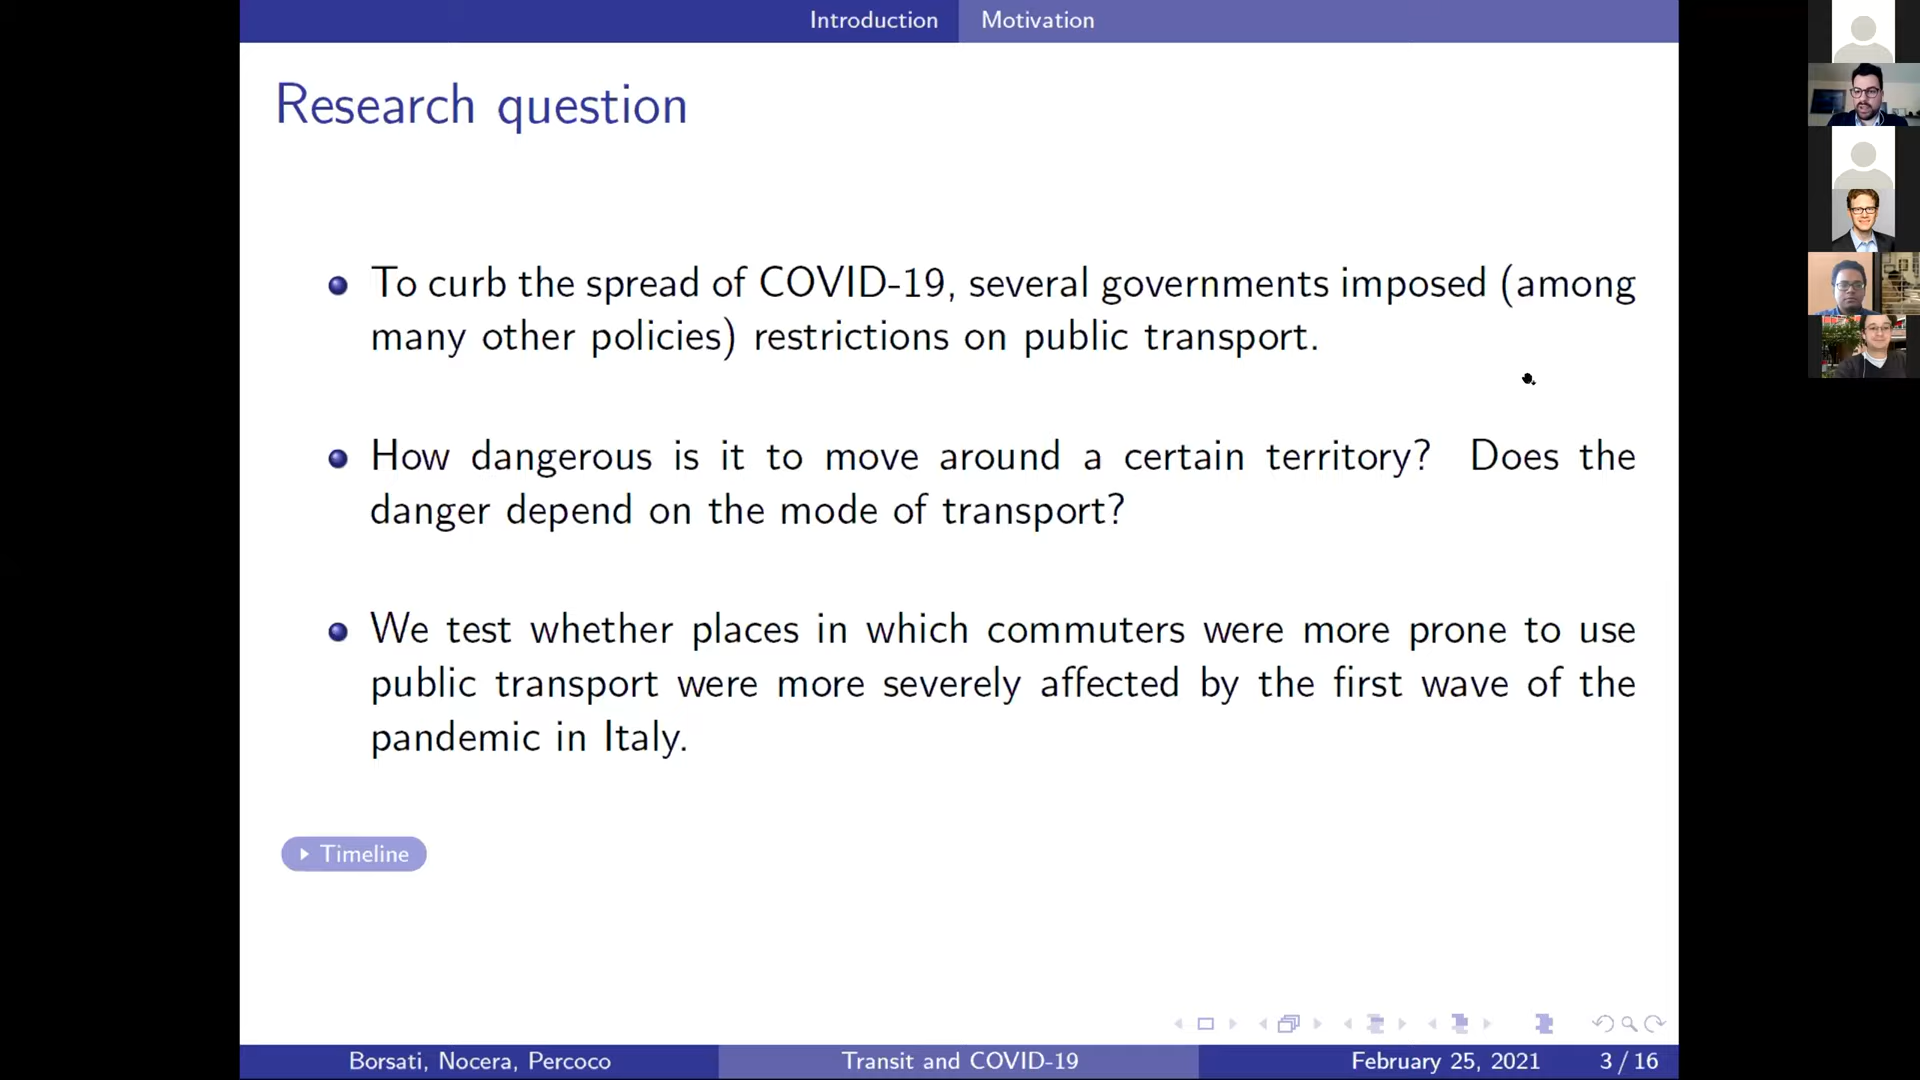 Introduction Motivation
Research question
To curb the spread of COVID-19, several governments imposed (among
many other policies) restrictions on public transport.
How dangerous is it to move around a certain territory? Does the
danger depend on the mode of transport?
We test whether places in which commuters were more prone to use
public transport were more severely affected by the first wave of the
pandemic in Italy.
Timeline
Borsati, Nocera, Percoco Transit and COVID-19 February 25, 2021 3 / 16